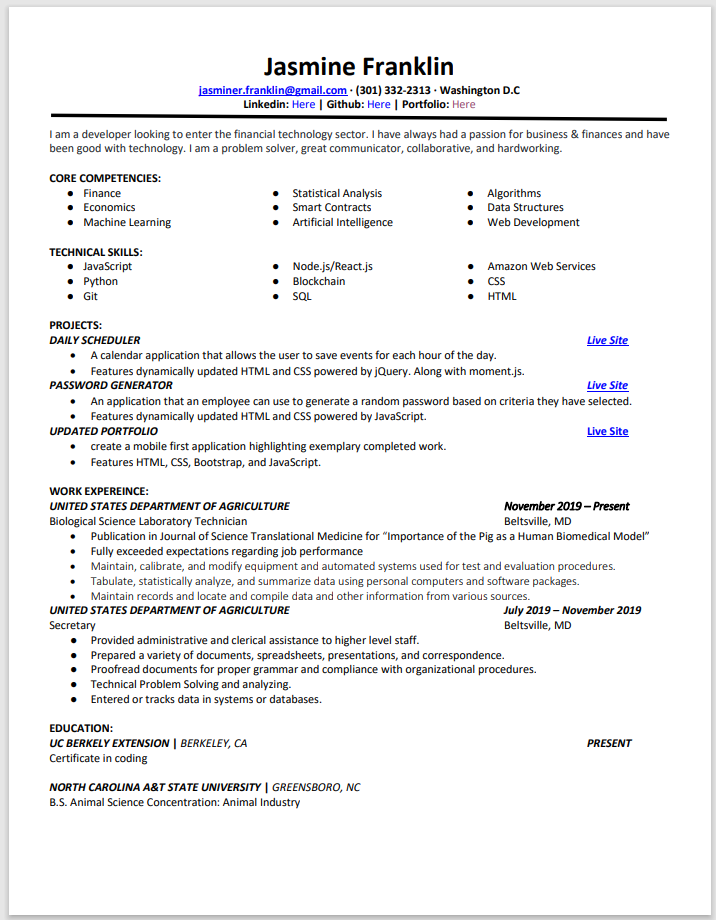 Jasmine Franklin
jasminer.franklin@gmail.com · (301) 332-2313 · Washington D.C
Linkedin: Here | Github: Here | Portfolio: Here
I am a developer looking to enter the financial technology sector. I have always had a passion for business & finances and have
been good with technology. I am a problem solver, great communicator, collaborative, and hardworking.
CORE COMPETENCIES:
● Finance ● Statistical Analysis ● Algorithms
● Economics ● Smart Contracts ● Data Structures
● Machine Learning ● Artificial Intelligence ● Web Development
TECHNICAL SKILLS:
● JavaScript ● Node.js/React.js ● Amazon Web Services
● Python ● Blockchain ● CSS
● Git ● SQL ● HTML
PROJECTS:
DAILY SCHEDULER Live Site
• A calendar application that allows the user to save events for each hour of the day.
• Features dynamically updated HTML and CSS powered by jQuery. Along with moment.js.
PASSWORD GENERATOR Live Site
• An application that an employee can use to generate a random password based on criteria they have selected.
• Features dynamically updated HTML and CSS powered by JavaScript.
UPDATED PORTFOLIO Live Site
• create a mobile first application highlighting exemplary completed work.
• Features HTML, CSS, Bootstrap, and JavaScript.
WORK EXPEREINCE:
UNITED STATES DEPARTMENT OF AGRICULTURE November 2019 – Present
Biological Science Laboratory Technician Beltsville, MD
• Publication in Journal of Science Translational Medicine for “Importance of the Pig as a Human Biomedical Model”
• Fully exceeded expectations regarding job performance
• Maintain, calibrate, and modify equipment and automated systems used for test and evaluation procedures.
• Tabulate, statistically analyze, and summarize data using personal computers and software packages.
• Maintain records and locate and compile data and other information from various sources.
UNITED STATES DEPARTMENT OF AGRICULTURE July 2019 – November 2019
Secretary Beltsville, MD
● Provided administrative and clerical assistance to higher level staff.
● Prepared a variety of documents, spreadsheets, presentations, and correspondence.
● Proofread documents for proper grammar and compliance with organizational procedures.
● Technical Problem Solving and analyzing.
● Entered or tracks data in systems or databases.
EDUCATION:
UC BERKELY EXTENSION | BERKELEY, CA PRESENT
Certificate in coding
NORTH CAROLINA A&T STATE UNIVERSITY | GREENSBORO, NC
B.S. Animal Science Concentration: Animal Industry